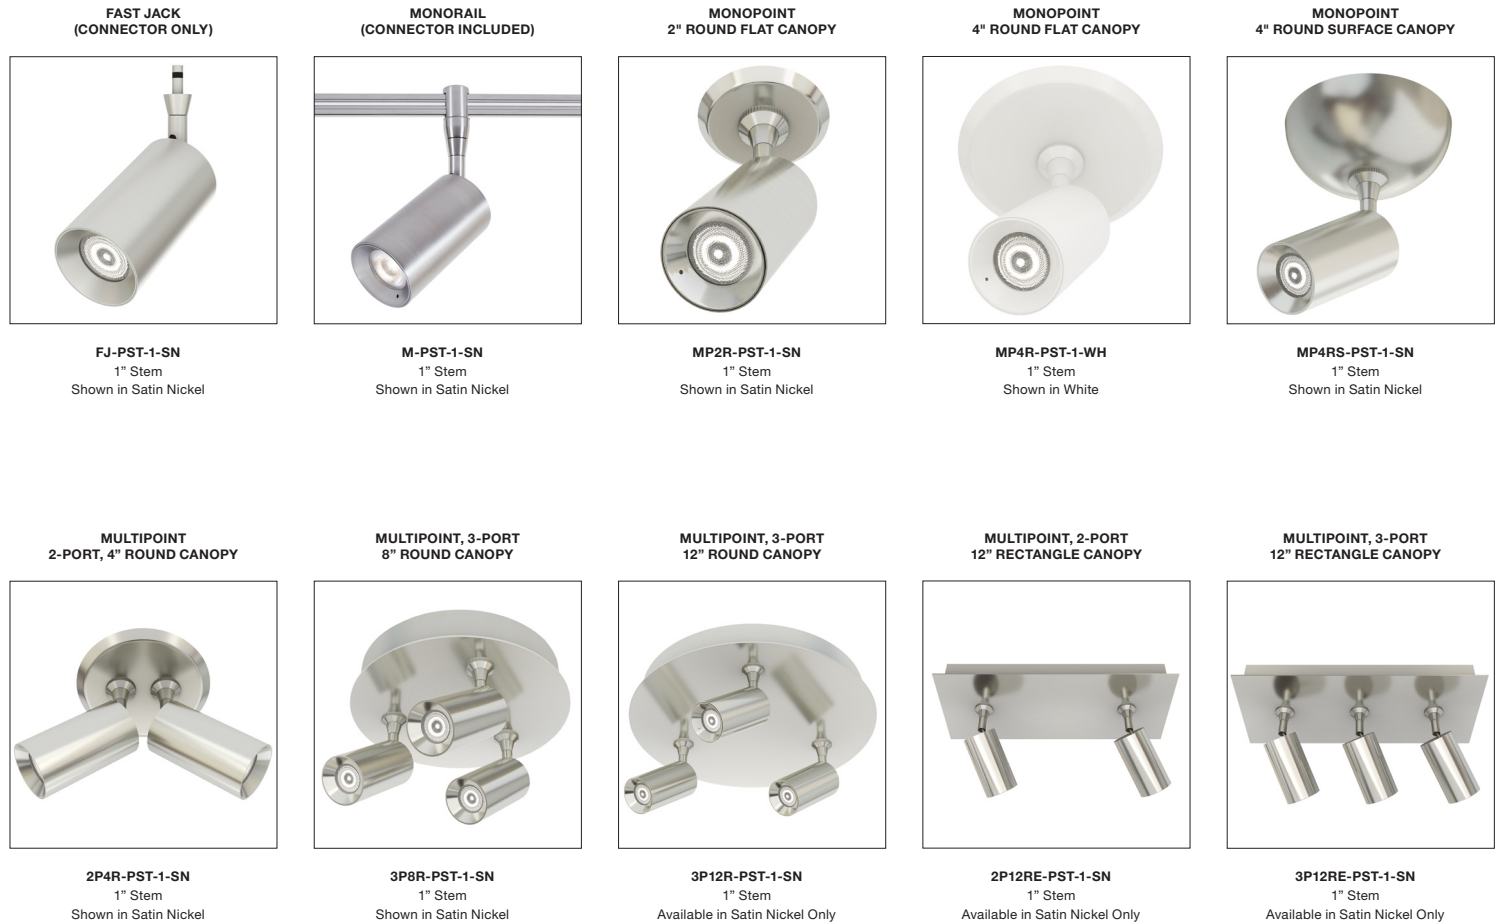 FAST JACK
(CONNECTOR ONLY)
MONORAIL
(CONNECTOR INCLUDED)
MONOPOINT
2" ROUND FLAT CANOPY
MONOPOINT
4" ROUND FLAT CANOPY
MONOPOINT
4" ROUND SURFACE CANOPY
FJ-PST-1-SN
1” Stem
Shown in Satin Nickel
M-PST-1-SN
1” Stem
Shown in Satin Nickel
MP2R-PST-1-SN
1” Stem
Shown in Satin Nickel
MP4R-PST-1-WH
1” Stem
Shown in White
MP4RS-PST-1-SN
1” Stem
Shown in Satin Nickel
MULTIPOINT
2-PORT, 4” ROUND CANOPY
MULTIPOINT, 3-PORT
8” ROUND CANOPY
MULTIPOINT, 3-PORT
12” ROUND CANOPY
MULTIPOINT, 2-PORT
12” RECTANGLE CANOPY
MULTIPOINT, 3-PORT
12” RECTANGLE CANOPY
2P4R-PST-1-SN
1” Stem
Shown in Satin Nickel
3P8R-PST-1-SN
1” Stem
Shown in Satin Nickel
3P12R-PST-1-SN
1” Stem
Available in Satin Nickel Only
2P12RE-PST-1-SN
1” Stem
Available in Satin Nickel Only
3P12RE-PST-1-SN
1” Stem
Available in Satin Nickel Only